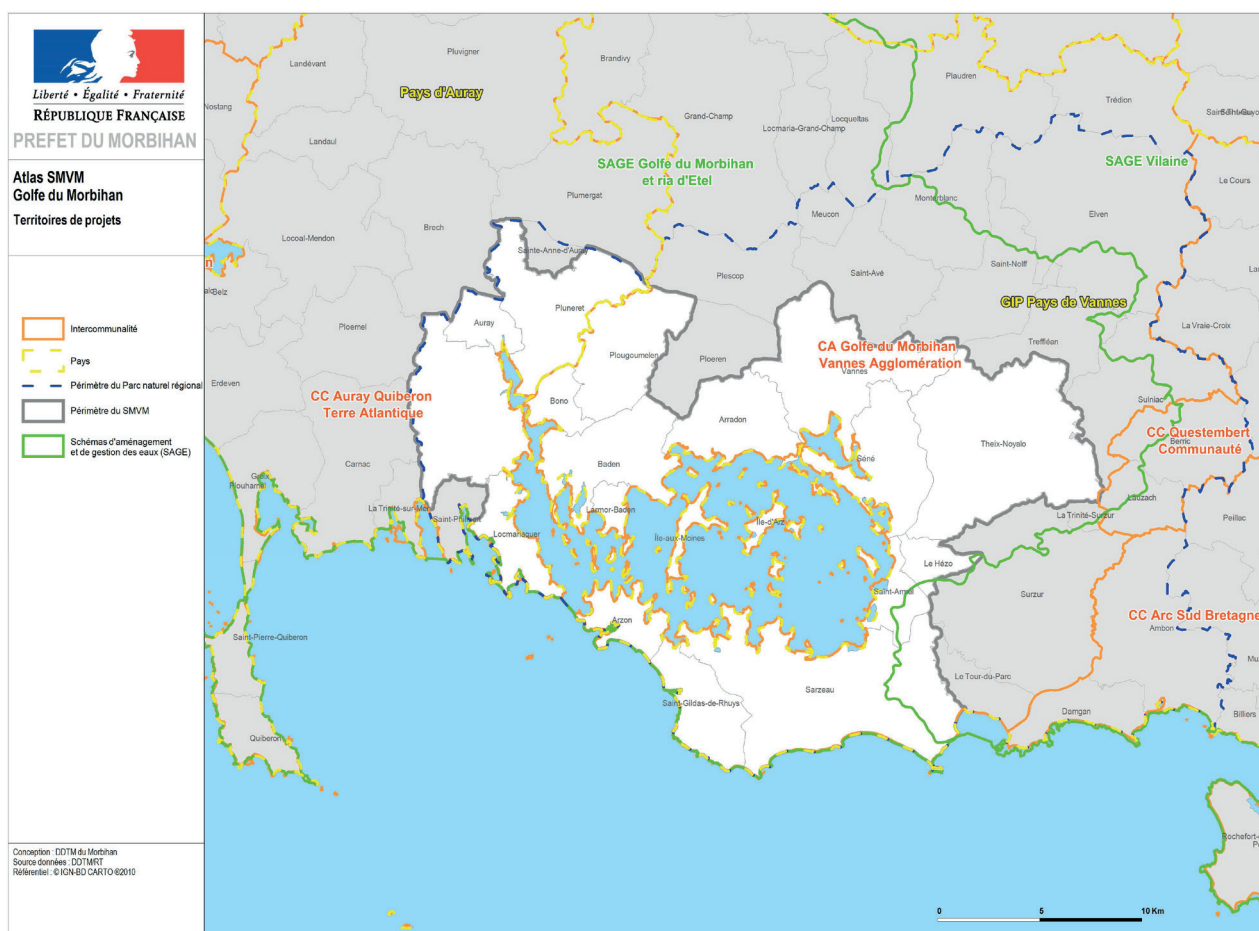 Liberté • Égalité • Fraternité
RÉPUBLIQUE FRANÇAISE
PREFET DU MORBIHAN
Atlas SMVM
Golfe du Morbihan
Territoires de projets
Intercommunalité
Pays
Périmètre du Parc naturel régional
Périmètre du SMVM
Schémas d'aménagement
et de gestion des eaux (SAGE)
Conception : DDTM du Morbihan
Source données : DDTM/RT
Référentiel : © IGN-BD CARTO ®2010
Pluvigner
Brandivy
Landévant
Plaudren
Pays d'Auray
Trédion
Nostang
Grand-Champ
Locqueltas
Locmaria-Grand-Champ
Landaul
SAGE Golfe du Morbihan
et ria d'Etel
SAGE Vilaine
Le Cours
Plumergat
Monterblanc
Meucon
Elven
Brech
Locoal-Mendon
Sainte-Anne-d'Auray
n
Saint-Nolff
Plescop
Saint-Avé
Belz
GIP Pays de Vannes
Pluneret
Auray
La Vraie-Croix
Ploemel
Plougoumelen
Ploeren
CA Golfe du Morbihan
Vannes Agglomération
Vannes
Treffléan
Erdeven
CC Auray Quiberon
Terre Atlantique
Bono
Sulniac
Arradon
CC Questembert
Communauté
Berric
Theix-Noyalo
Séné
Carnac
Baden
Plouharnel
Lauzach
La Trinité-sur-Mer
Saint-Philibert
Larmor-Baden
La Trinité-Surzur
Peillac
Île-d'Arz
Locmariaquer
Île-aux-Moines
Le Hézo
Saint-Armel
Surzur
CC Arc Sud Bretagne
Arzon
Ambon
Saint-Pierre-Quiberon
Mu
Le Tour-du-Parc
Sarzeau
Saint-Gildas-de-Rhuys
Damgan
Billiers
Quiberon
0 5 10 Km